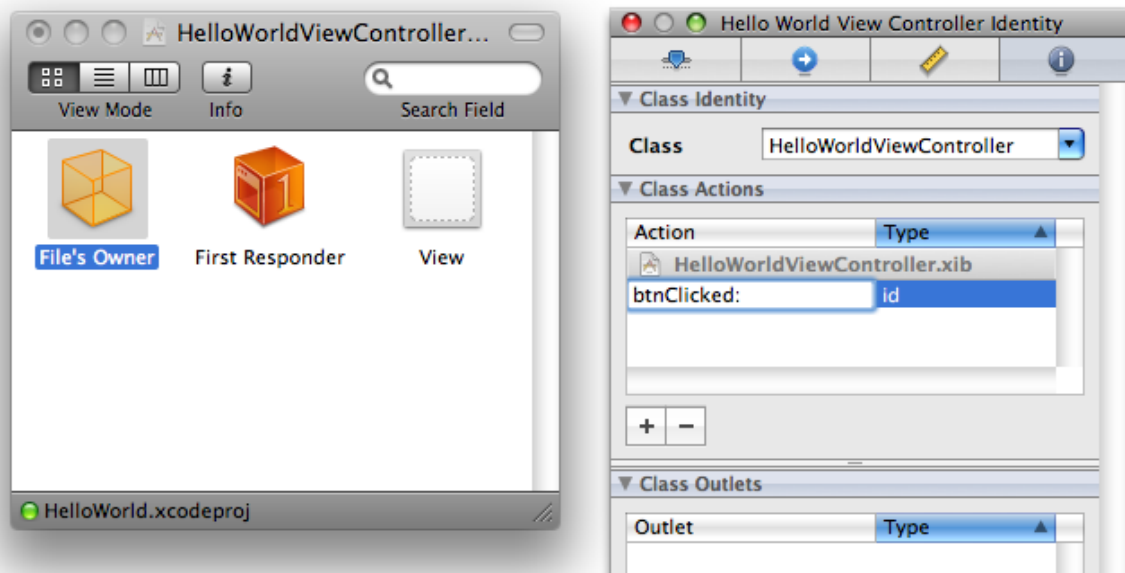 HelloWorldViewController...
View Mode
Info
Search Field
File's Owner
First Responder
1
View
HelloWorld.xcodeproj
Hello World View Controller Identity
Class Identity
Class
HelloWorldViewController
Class Actions
Action
Type
HelloWorldViewController.xib
btnClicked:
id
+
−
Class Outlets
Outlet
Type